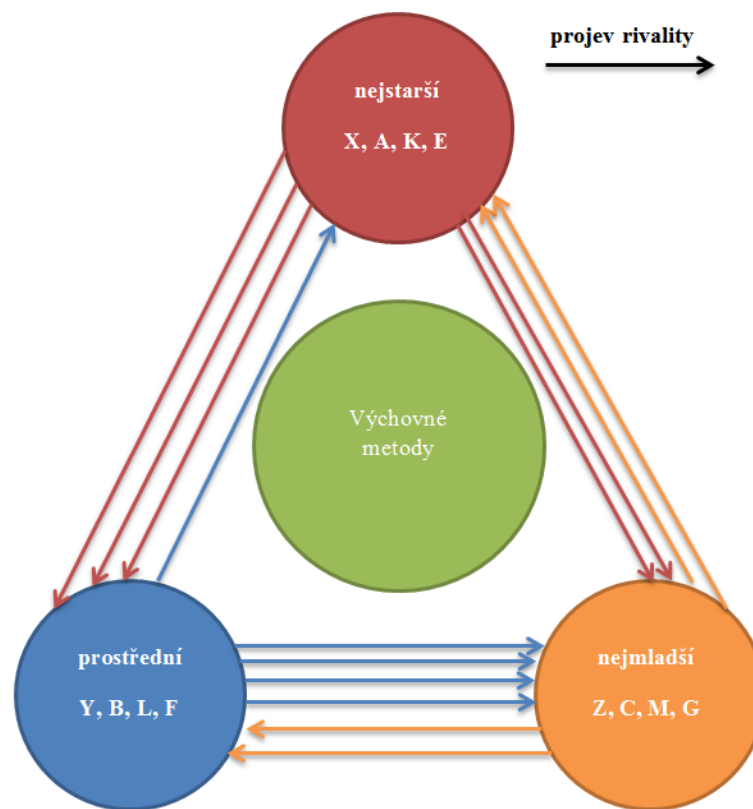 projev rivality
nejstarší
X, A, K, E
Výchovné
metody
prostřední
Y, B, L, F
nejmladší
Z, C, M, G